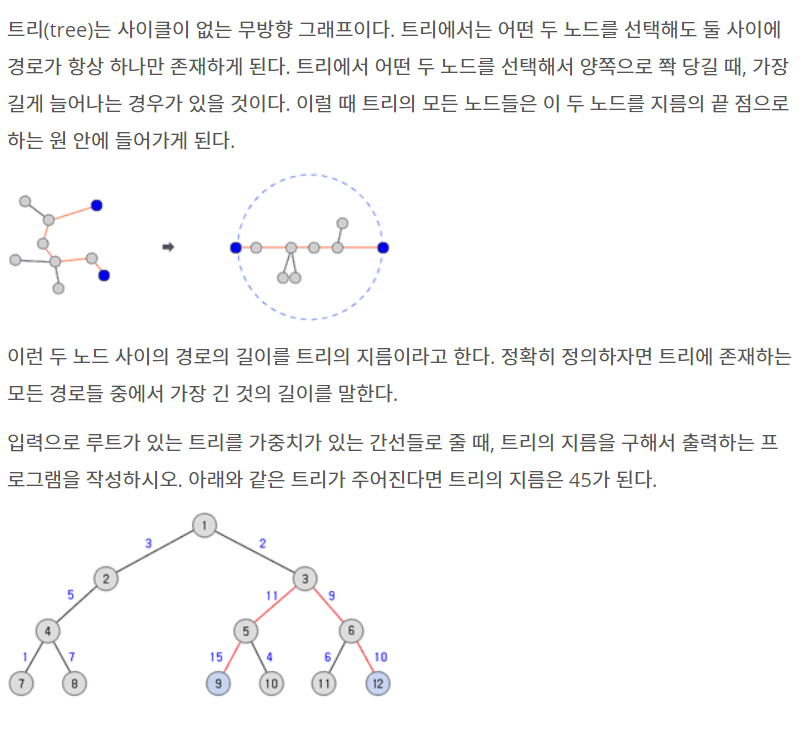 트리(tree)는 사이클이 없는 무방향 그래프이다. 트리에서는 어떤 두 노드를 선택해도 둘 사이에
경로가 항상 하나만 존재하게 된다. 트리에서 어떤 두 노드를 선택해서 양쪽으로 쫙 당길 때, 가장
길게 늘어나는 경우가 있을 것이다. 이럴 때 트리의 모든 노드들은 이 두 노드를 지름의 끝 점으로
하는 원 안에 들어가게 된다.
이런 두 노드 사이의 경로의 길이를 트리의 지름이라고 한다. 정확히 정의하자면 트리에 존재하는
모든 경로들 중에서 가장 긴 것의 길이를 말한다.
입력으로 루트가 있는 트리를 가중치가 있는 간선들로 줄 때, 트리의 지름을 구해서 출력하는 프
로그램을 작성하시오. 아래와 같은 트리가 주어진다면 트리의 지름은 45가 된다.
1
3 2
2 3
5 11 9
4 5 6
1 7 15 4 6 10
7 8 9 10 11 12